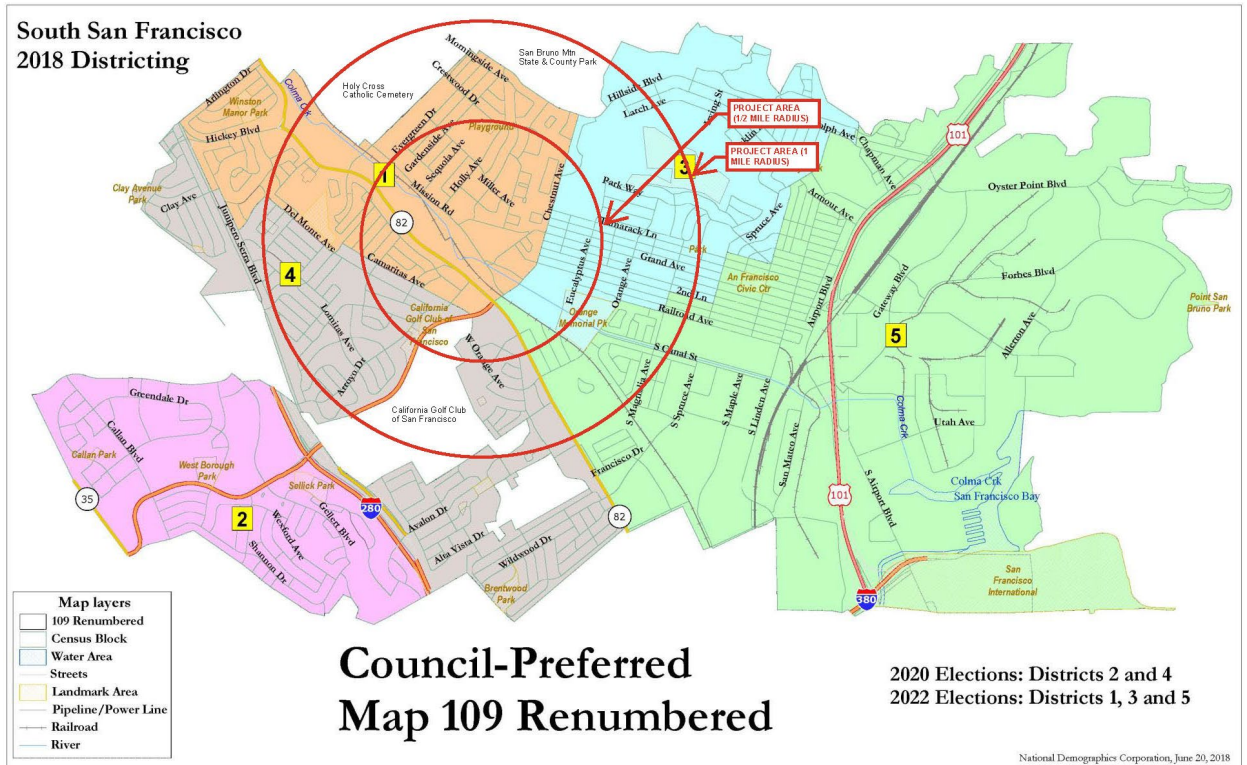 South San Francisco
2018 Districting
Arlington Dr
Winston
Manor Park
Hickey Blvd
Colma Crk
Holy Cross
Catholic Cemetery
Morningside Ave
Crestwood Dr
San Bruno Mtn
State & County Park
Evergreen Dr
Gardenside Ave
Sequoia Ave
Holly Ave
Miller Ave
Mission Rd
Playground
Chestnut Ave
Hillside Blvd
Larch Ave
Irving St
PROJECT AREA
(1/2 MILE RADIUS)
PROJECT AREA (1
MILE RADIUS)
Chapman Ave
101
Oyster Point Blvd
1
3
Clay Avenue
Park
Clay Ave
Junipero Serra Blvd
Del Monte Ave
82
Camaritas Ave
Park Way
Tamarack Ln
Spruce Ave
Armour Ave
Park
Grand Ave
2nd Ln
An Francisco
Civic Ctr
Eucalyptus Ave
Orange Ave
Orange
Memorial Pk
Railroad Ave
Airport Blvd
Gateway Blvd
Forbes Blvd
Allerton Ave
Point San
Bruno Park
4
Lomitas Ave
Arroyo Dr
California
Golf Club of
San
Francisco
W Orange Ave
S Canal St
5
S Magnolia Ave
S Spruce Ave
S Maple Ave
S Linden Ave
San Mateo Ave
Colma Crk
Utah Ave
California Golf Club
of San Francisco
Greendale Dr
Callan Blvd
Callan Park
West Borough
Park
Sellick Park
35
2
Wexford Ave
Gellert Blvd
Shannon Dr
280
Avalon Dr
Alta Vista Dr
Wildwood Dr
Brentwood
Park
Francisco Dr
82
101
S Airport Blvd
Colma Crk
San Francisco Bay
380
San
Francisco
International
Map layers
109 Renumbered
Census Block
Water Area
Streets
Landmark Area
Pipeline/Power Line
Railroad
River
Council-Preferred
Map 109 Renumbered
2020 Elections: Districts 2 and 4
2022 Elections: Districts 1, 3 and 5
National Demographics Corporation, June 20, 2018